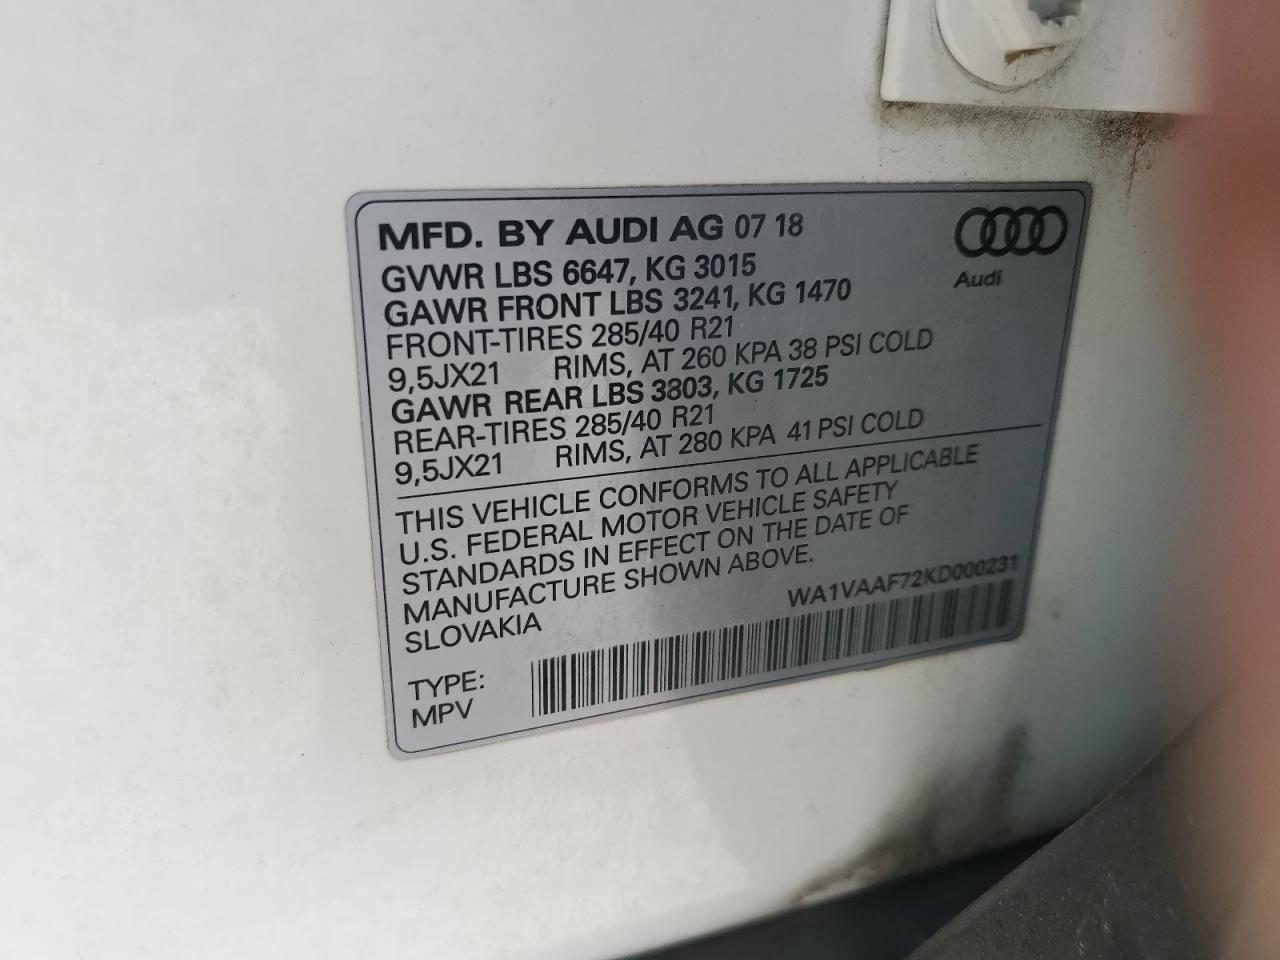 MFD. BY AUDI AG 07 18
Audi
GVWR LBS 6647, KG 3015
GAWR FRONT LBS 3241, KG 1470
FRONT-TIRES 285/40 R21
9,5JX21 RIMS, AT 260 KPA 38 PSI COLD
GAWR REAR LBS 3803, KG 1725
REAR-TIRES 285/40 R21
9,5JX21 RIMS, AT 280 KPA 41 PSI COLD
THIS VEHICLE CONFORMS TO ALL APPLICABLE
U.S. FEDERAL MOTOR VEHICLE SAFETY
STANDARDS IN EFFECT ON THE DATE OF
MANUFACTURE SHOWN ABOVE.
SLOVAKIA
WA1VAAF72KD000231
TYPE:
MPV